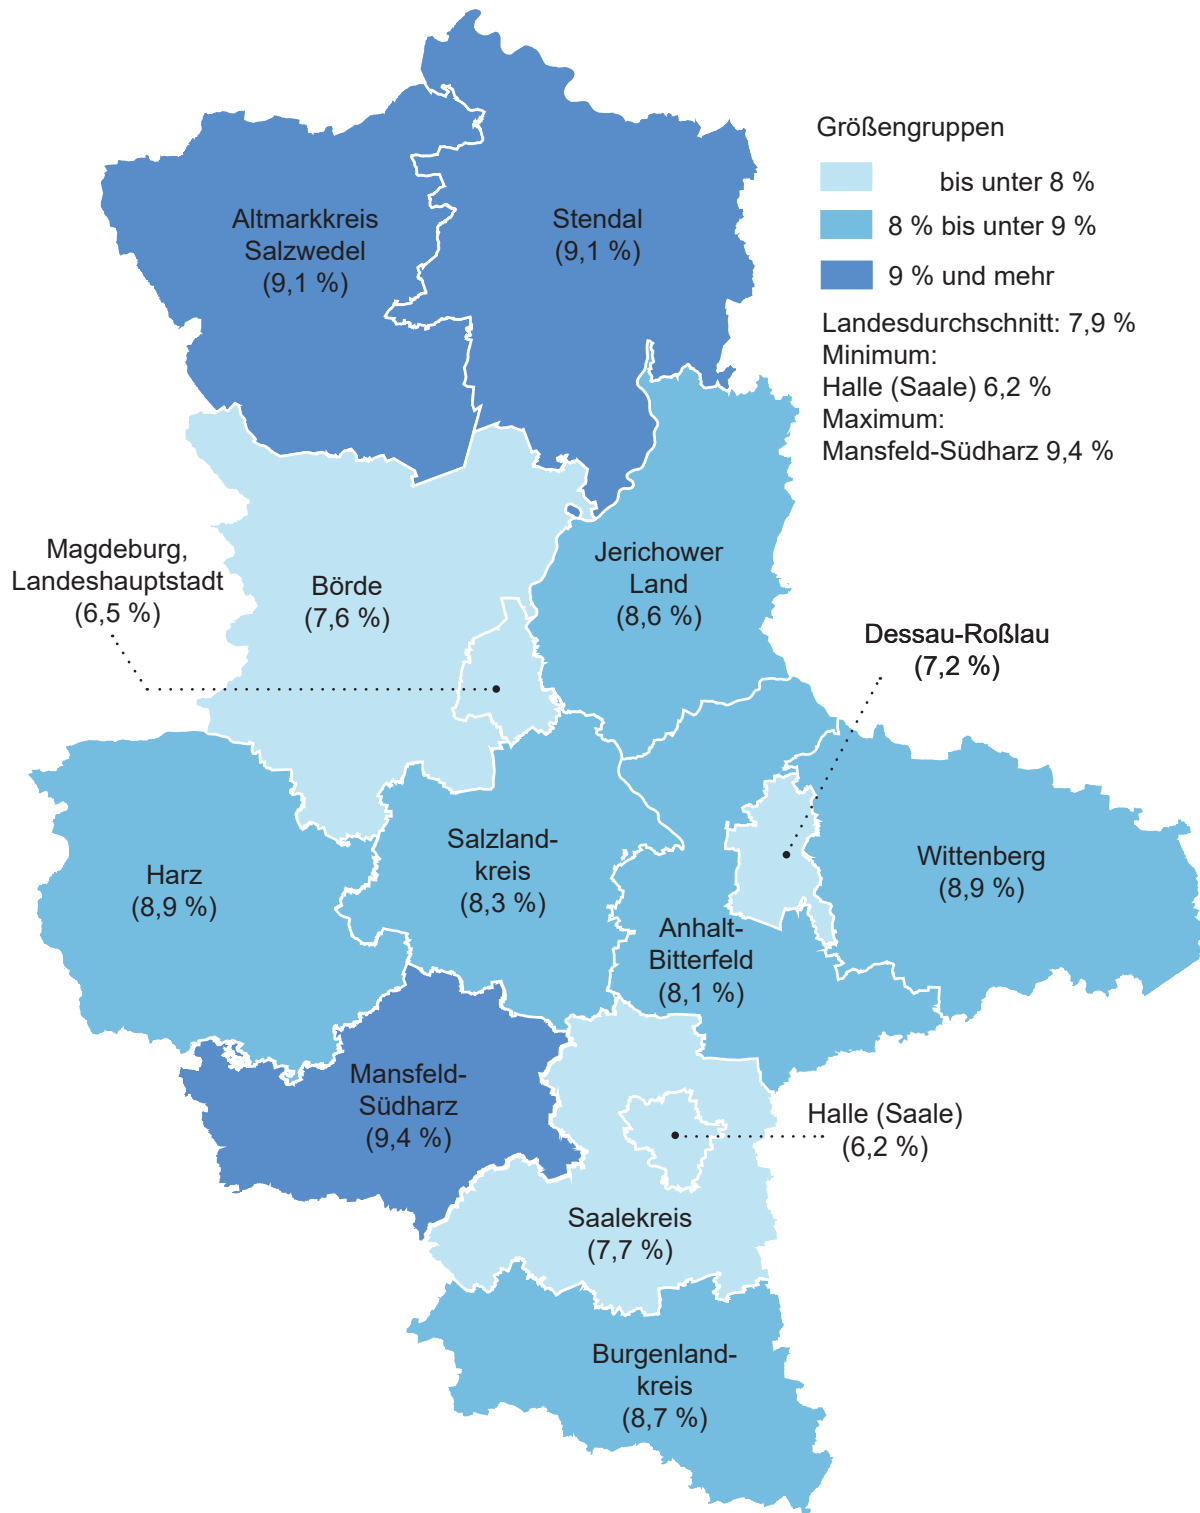 Größengruppen
bis unter 8 %
8 % bis unter 9 %
9 % und mehr
Landesdurchschnitt: 7,9 %
Minimum:
Halle (Saale) 6,2 %
Maximum:
Mansfeld-Südharz 9,4 %
Altmarkkreis
Salzwedel
(9,1 %)
Stendal
(9,1 %)
Magdeburg,
Landeshauptstadt
(6,5 %)
Börde
(7,6 %)
Jerichower
Land
(8,6 %)
Dessau-Roßlau
(7,2 %)
Harz
(8,9 %)
Salzland-
kreis
(8,3 %)
Wittenberg
(8,9 %)
Anhalt-
Bitterfeld
(8,1 %)
Mansfeld-
Südharz
(9,4 %)
Halle (Saale)
(6,2 %)
Saalekreis
(7,7 %)
Burgenland-
kreis
(8,7 %)